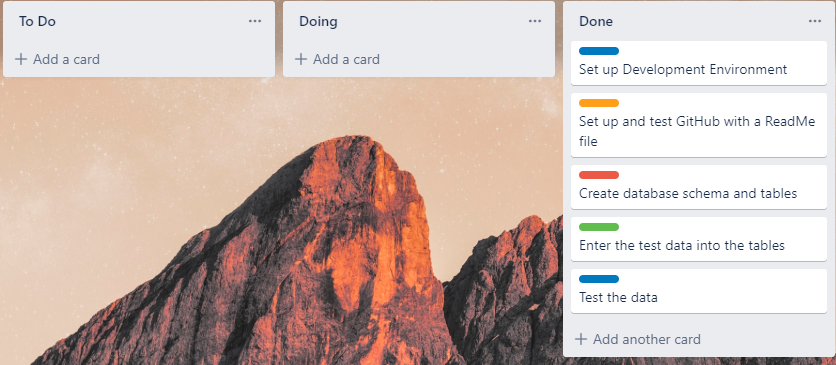 To Do
+ Add a card
Doing
+ Add a card
Done
Set up Development Environment
Set up and test GitHub with a ReadMe
file
Create database schema and tables
Enter the test data into the tables
Test the data
+ Add another card